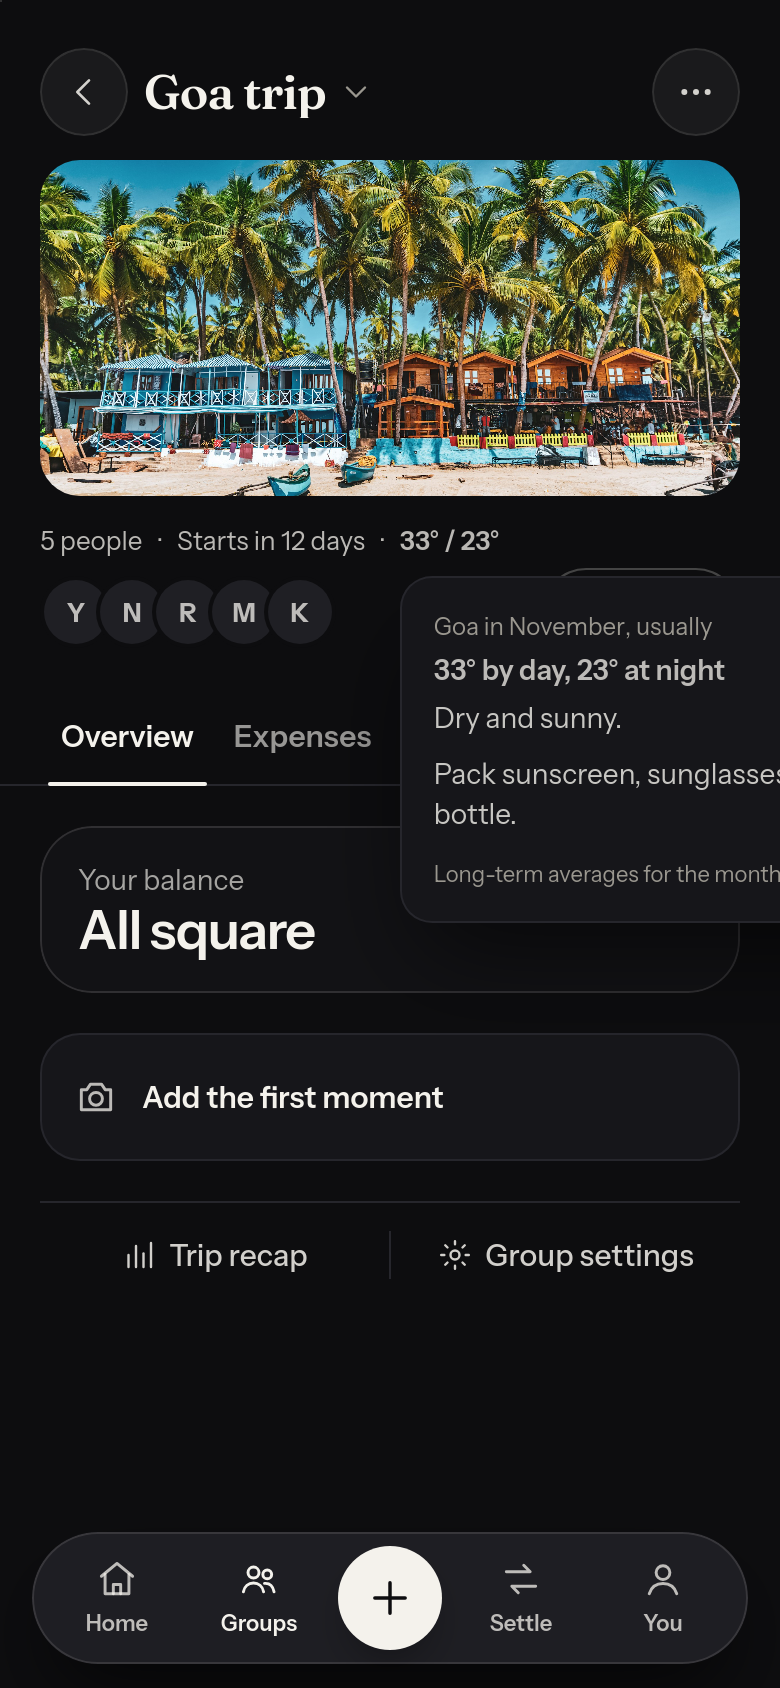 Goa trip
5 people · Starts in 12 days · 33° / 23°
Y N R M K
Goa in November, usually
33° by day, 23° at night
Dry and sunny.
Pack sunscreen, sunglasses
bottle.
Long-term averages for the month
Overview Expenses
Your balance
All square
Add the first moment
Trip recap Group settings
Home Groups Settle You